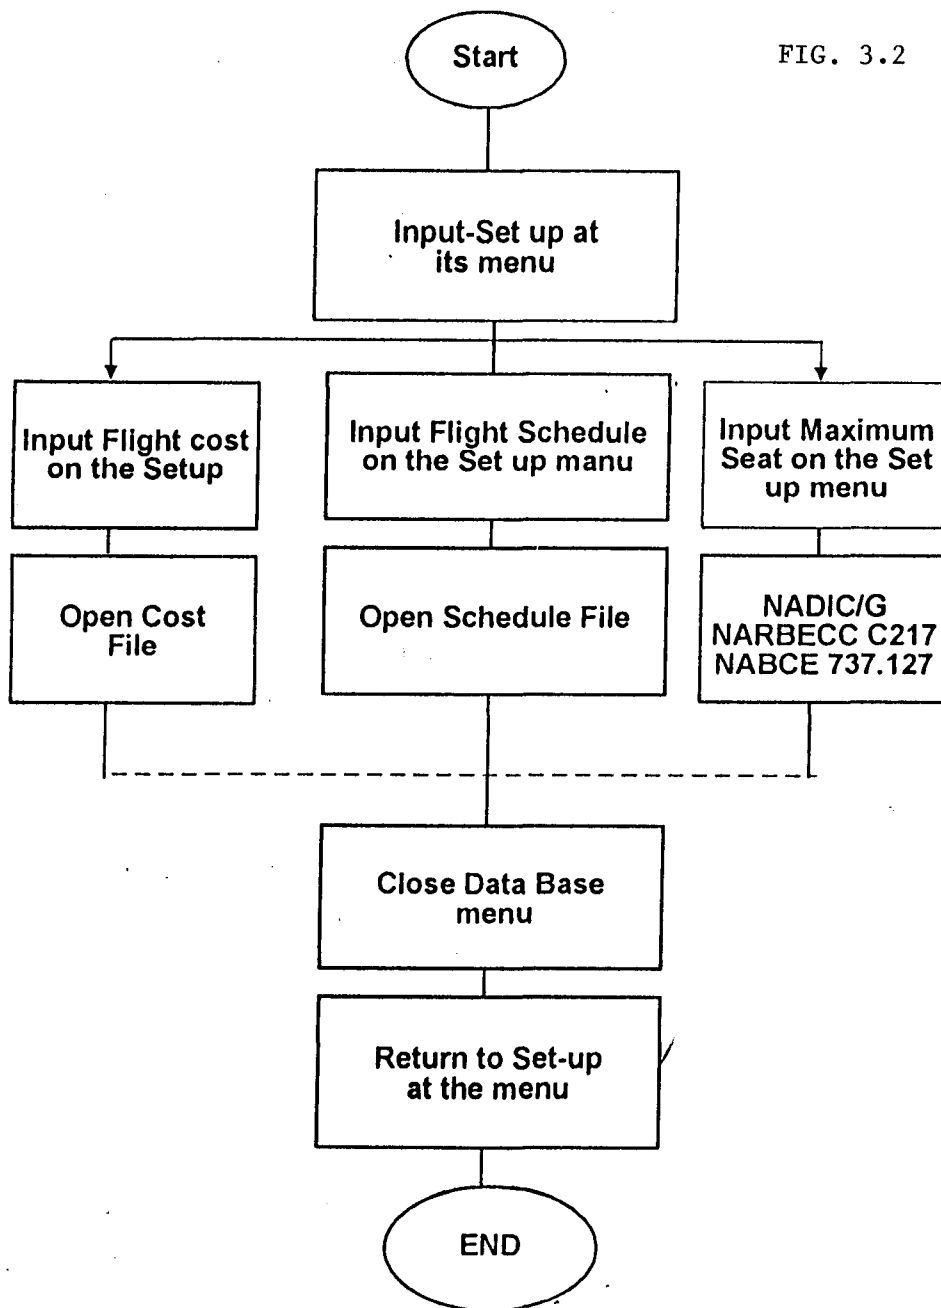 Start
FIG. 3.2
Input-Set up at
its menu
Input Flight cost
on the Setup
Input Flight Schedule
on the Set up manu
Input Maximum
Seat on the Set
up menu
Open Cost
File
Open Schedule File
NADIC/G
NARBECC C217
NABCE 737.127
Close Data Base
menu
Return to Set-up
at the menu
END